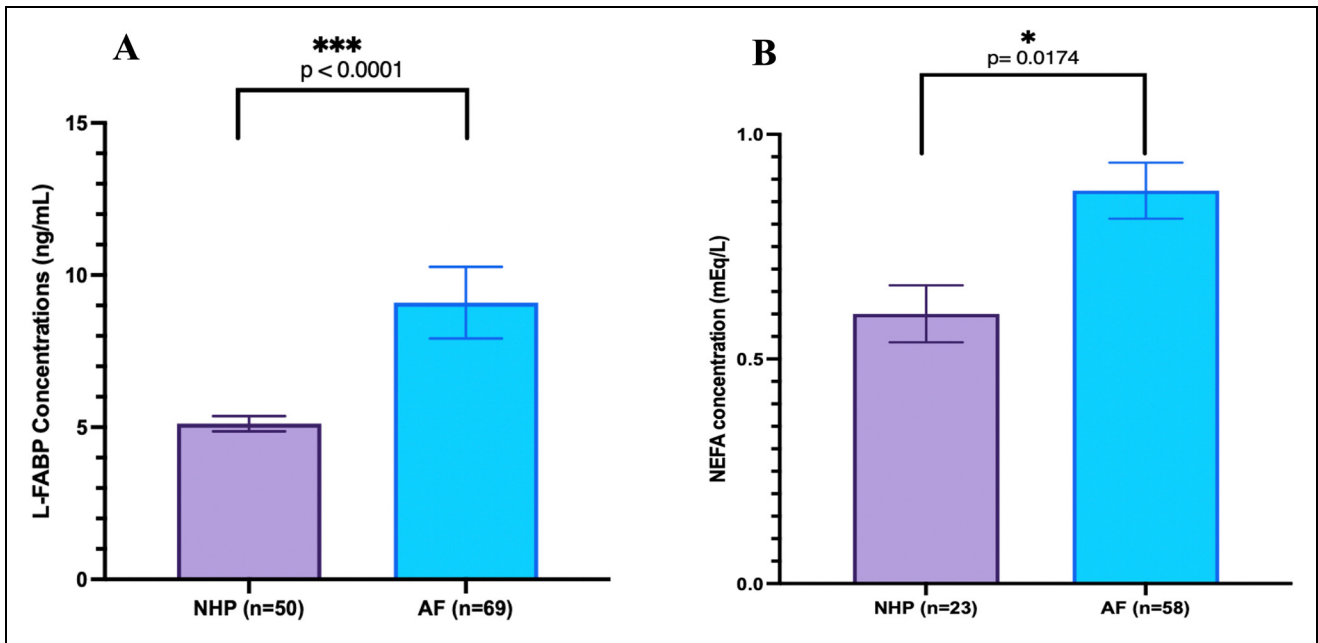 A
***
p < 0.0001
L-FABP Concentrations (ng/mL)
15
10
5
0
NHP (n=50)
AF (n=69)
B
*
p= 0.0174
NEFA concentration (mEq/L)
1.0
0.5
0.0
NHP (n=23)
AF (n=58)